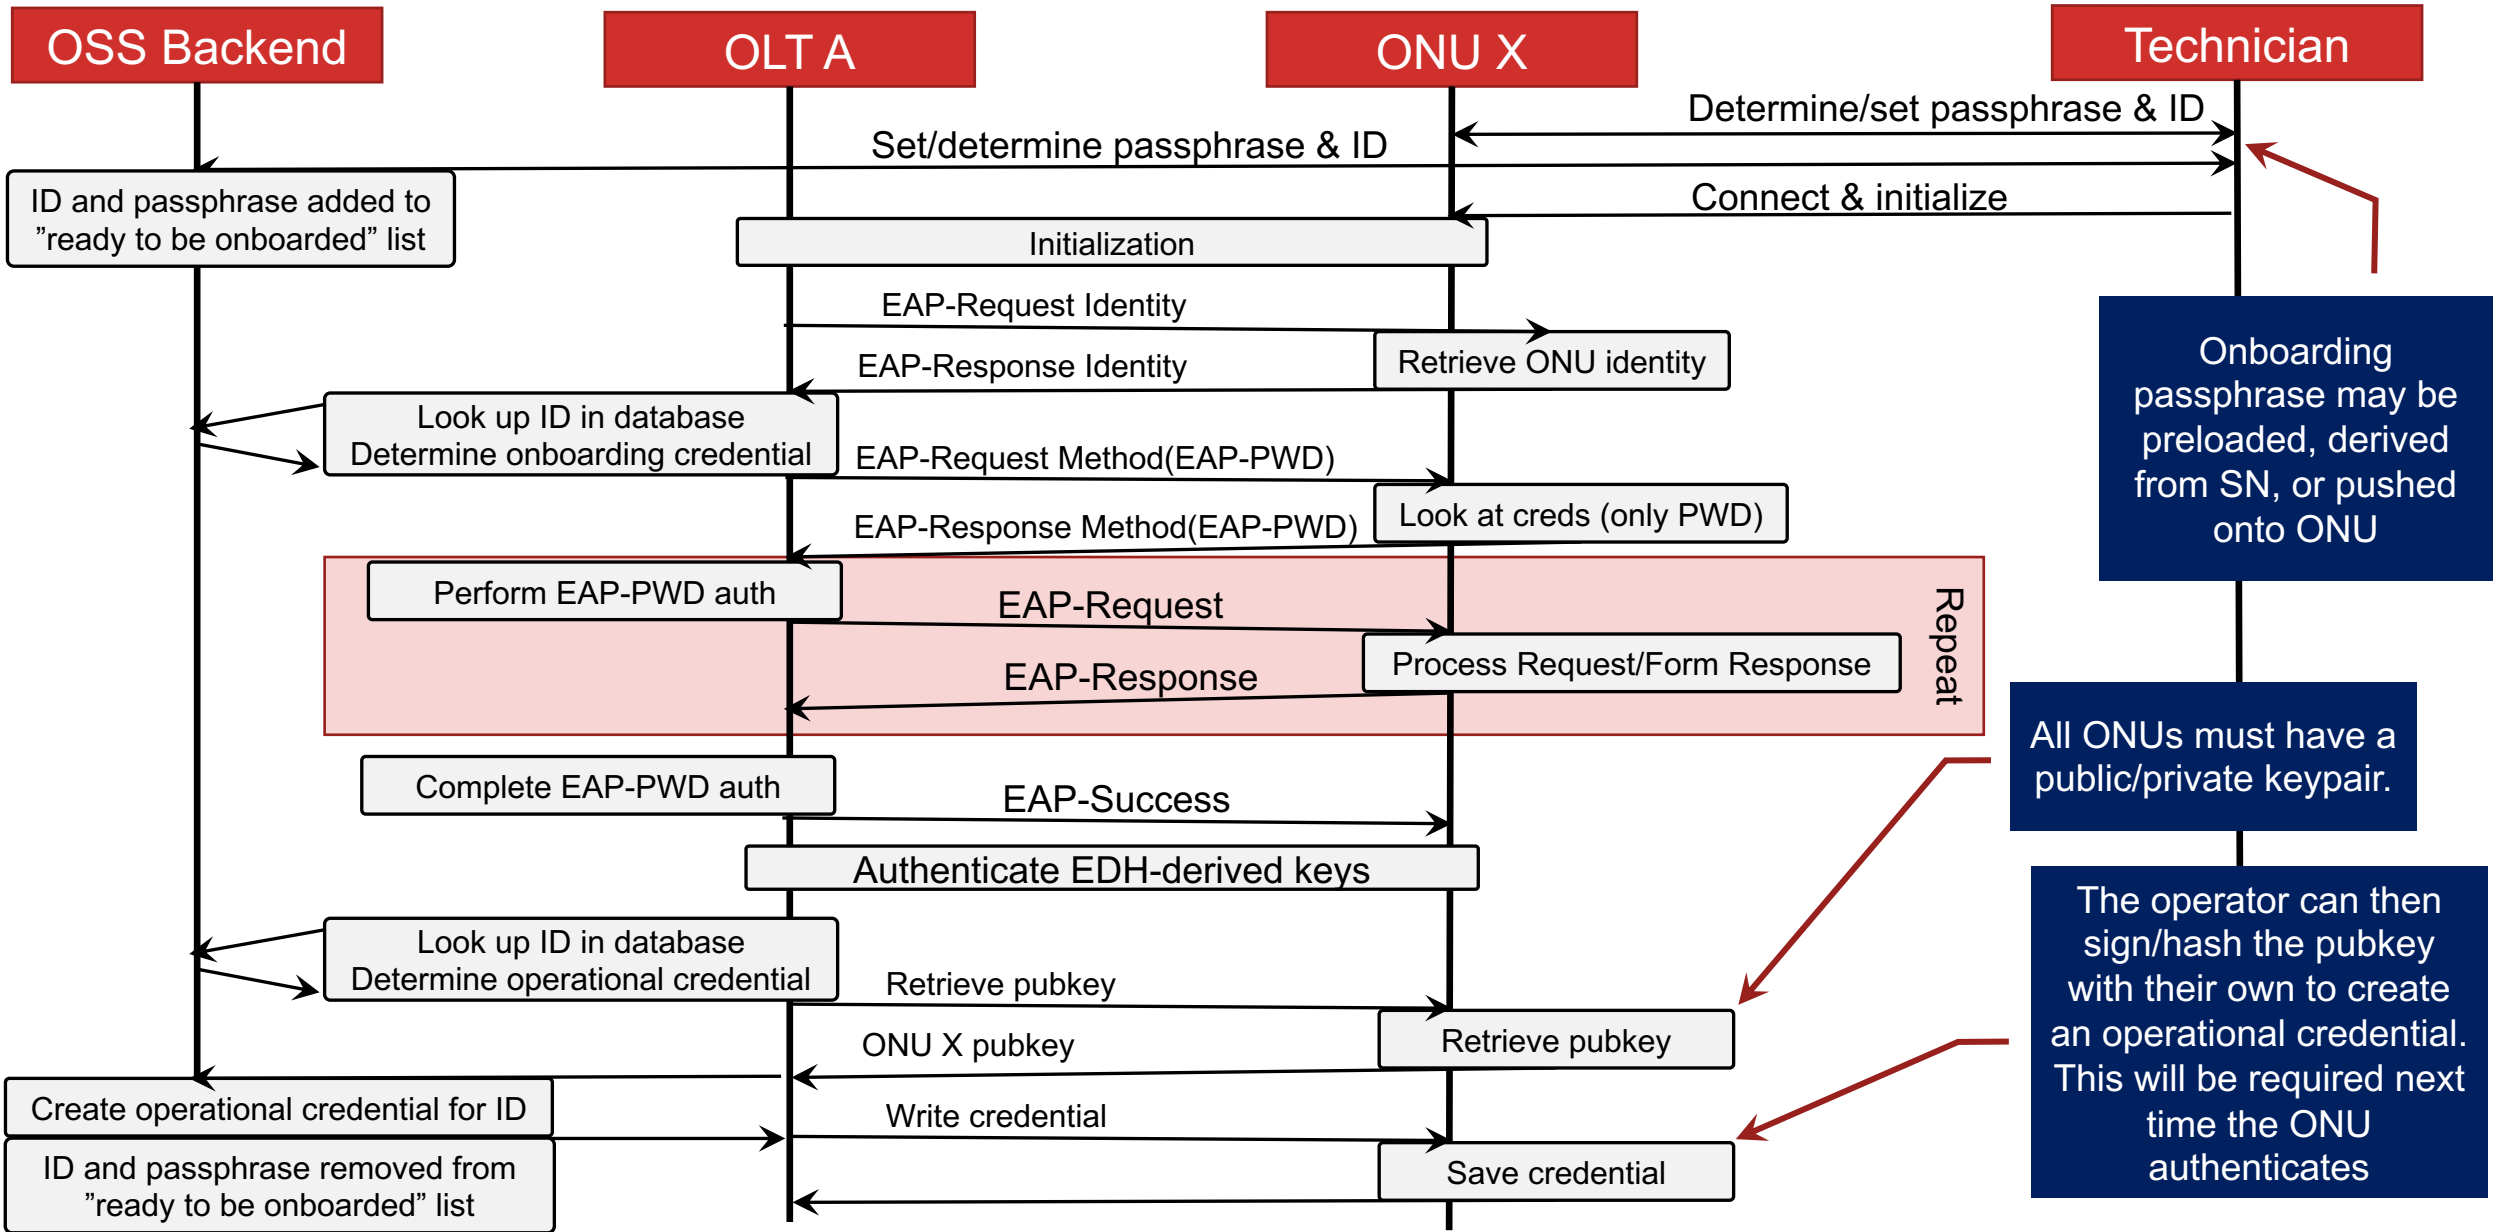 OSS Backend
OLT A
ONU X
Technician
Determine/set passphrase & ID
Set/determine passphrase & ID
ID and passphrase added to
”ready to be onboarded” list
Connect & initialize
Initialization
EAP-Request Identity
Retrieve ONU identity
EAP-Response Identity
Look up ID in database
Determine onboarding credential
EAP-Request Method(EAP-PWD)
Look at creds (only PWD)
EAP-Response Method(EAP-PWD)
Onboarding
passphrase may be
preloaded, derived
from SN, or pushed
onto ONU
Perform EAP-PWD auth
EAP-Request
Process Request/Form Response
EAP-Response
Repeat
All ONUs must have a
public/private keypair.
Complete EAP-PWD auth
EAP-Success
Authenticate EDH-derived keys
Look up ID in database
Determine operational credential
Retrieve pubkey
Retrieve pubkey
ONU X pubkey
The operator can then
sign/hash the pubkey
with their own to create
an operational credential.
This will be required next
time the ONU
authenticates
Create operational credential for ID
Write credential
ID and passphrase removed from
”ready to be onboarded” list
Save credential